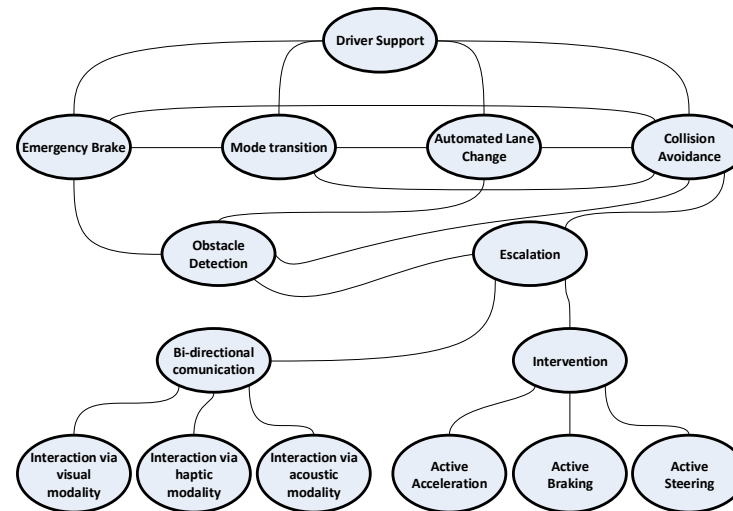 Driver Support
Emergency Brake
Mode transition
Automated Lane
Change
Collision
Avoidance
Obstacle
Detection
Escalation
Bi-directional
comunication
Intervention
Interaction via
visual
modality
Interaction via
haptic
modality
Interaction via
acoustic
modality
Active
Acceleration
Active
Braking
Active
Steering